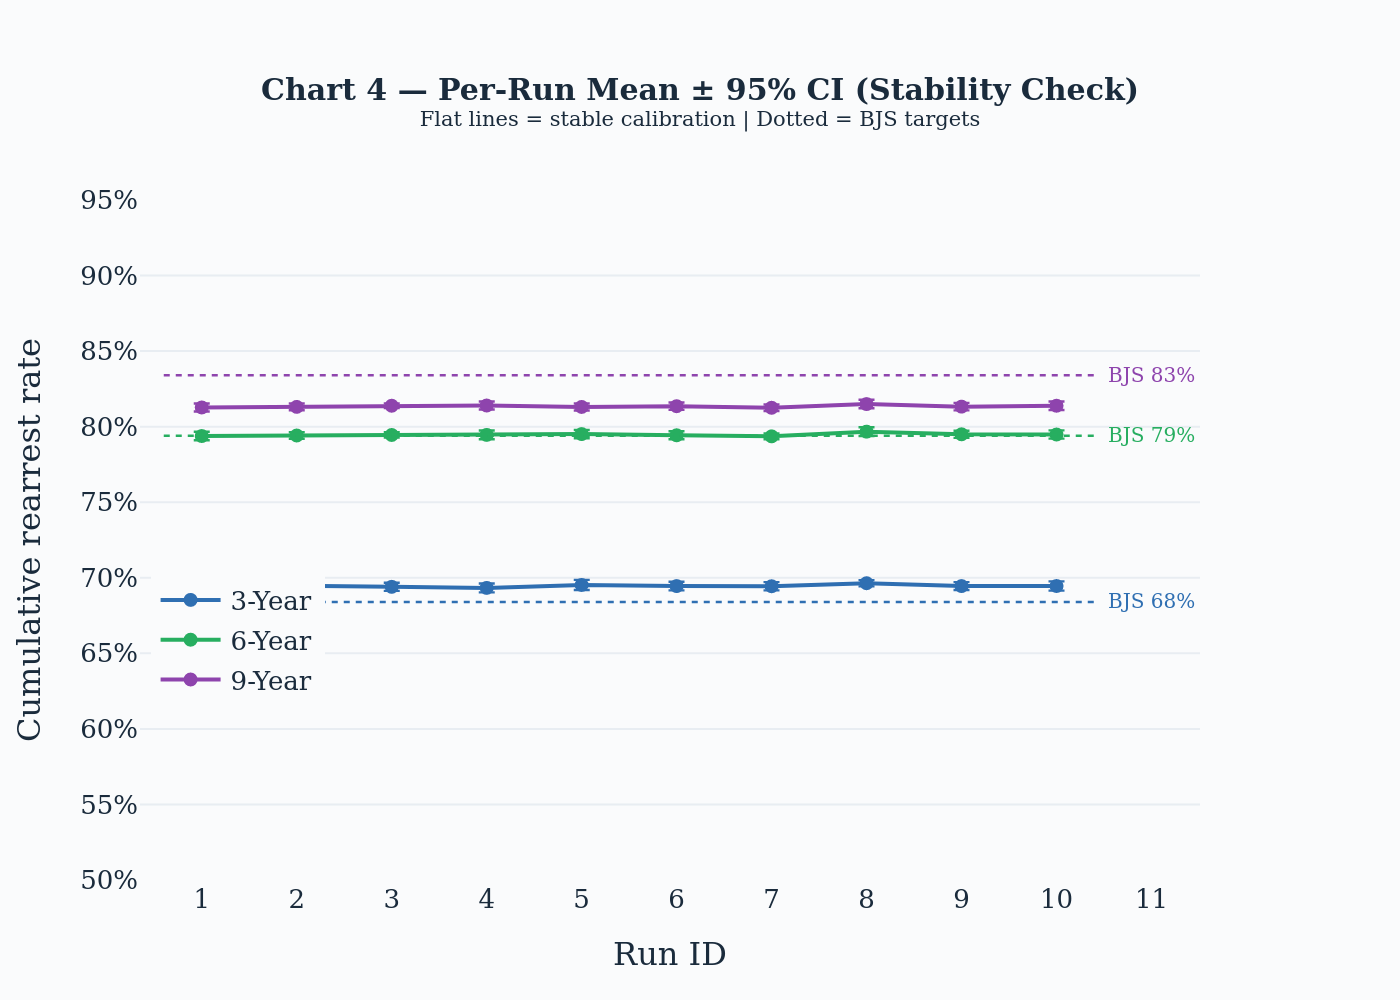 Chart 4 — Per-Run Mean ± 95% CI (Stability Check)
Flat lines = stable calibration | Dotted = BJS targets
Cumulative rearrest rate
95%
90%
85%
80%
75%
70%
65%
60%
55%
50%
BJS 83%
BJS 79%
BJS 68%
3-Year
6-Year
9-Year
1 2 3 4 5 6 7 8 9 10 11
Run ID